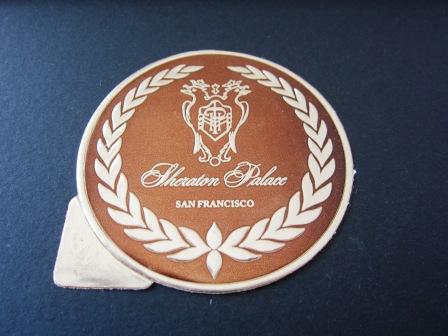 Sheraton Palace
SAN FRANCISCO